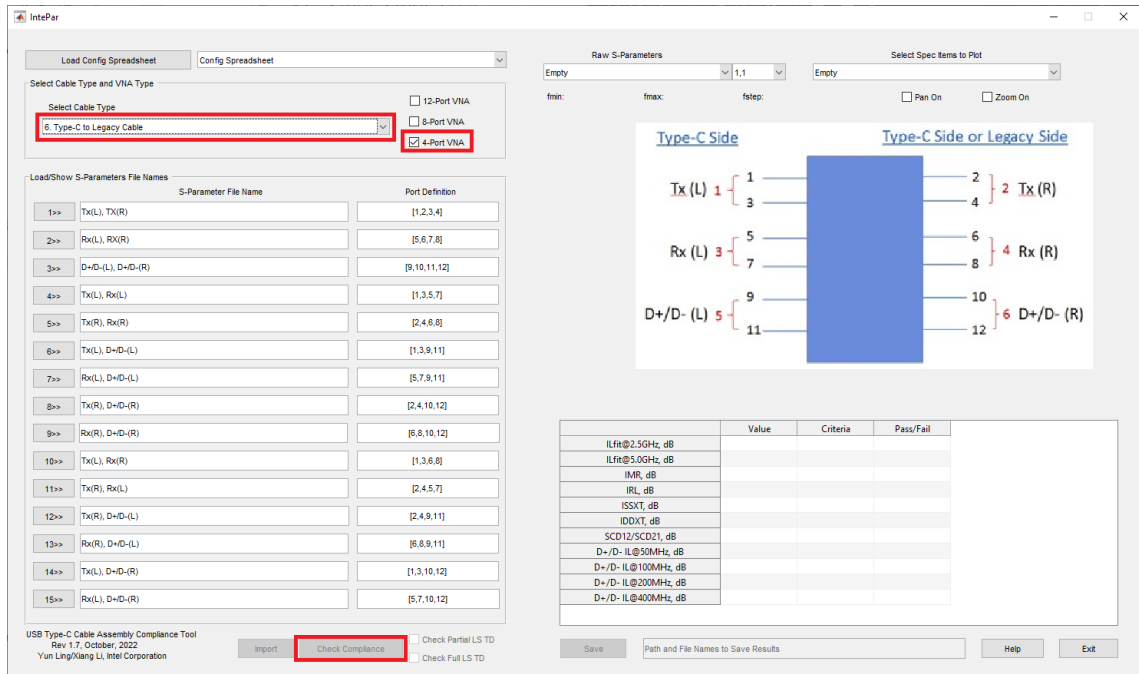 IntePar
Load Config Spreadsheet
Config Spreadsheet
Select Cable Type and VNA Type
Select Cable Type
6. Type-C to Legacy Cable
12-Port VNA
8-Port VNA
4-Port VNA
Load/Show S-Parameters File Names
S-Parameter File Name Port Definition
1>> Tx(L), TX(R) [1,2,3,4]
2>> Rx(L), RX(R) [5,6,7,8]
3>> D+/D-(L), D+/D-(R) [9,10,11,12]
4>> Tx(L), Rx(L) [1,3,5,7]
5>> Tx(R), Rx(R) [2,4,6,8]
6>> Tx(L), D+/D-(L) [1,3,9,11]
7>> Rx(L), D+/D-(L) [5,7,9,11]
8>> Tx(R), D+/D-(R) [2,4,10,12]
9>> Rx(R), D+/D-(R) [6,8,10,12]
10>> Tx(L), Rx(R) [1,3,6,8]
11>> Tx(R), Rx(L) [2,4,5,7]
12>> Tx(R), D+/D-(L) [2,4,9,11]
13>> Rx(R), D+/D-(L) [6,8,9,11]
14>> Tx(L), D+/D-(R) [1,3,10,12]
15>> Rx(L), D+/D-(R) [5,7,10,12]
USB Type-C Cable Assembly Compliance Tool
Rev 1.7, October, 2022
Yun Ling/Xiang Li, Intel Corporation
Import
Check Compliance
Check Partial LS TD
Check Full LS TD
Raw S-Parameters
Empty 1,1
fmin: fmax: fstep:
Select Spec Items to Plot
Empty
Pan On Zoom On
Type-C Side Type-C Side or Legacy Side
Tx (L) 1 1 2 2 Tx (R)
3 4
Rx (L) 3 5 6 4 Rx (R)
7 8
D+/D- (L) 5 9 10 6 D+/D- (R)
11 12
Value Criteria Pass/Fail
ILfit@2.5GHz, dB
ILfit@5.0GHz, dB
IMR, dB
IRL, dB
ISSXT, dB
IDDXT, dB
SCD12/SCD21, dB
D+/D- IL@50MHz, dB
D+/D- IL@100MHz, dB
D+/D- IL@200MHz, dB
D+/D- IL@400MHz, dB
Save
Path and File Names to Save Results
Help
Exit